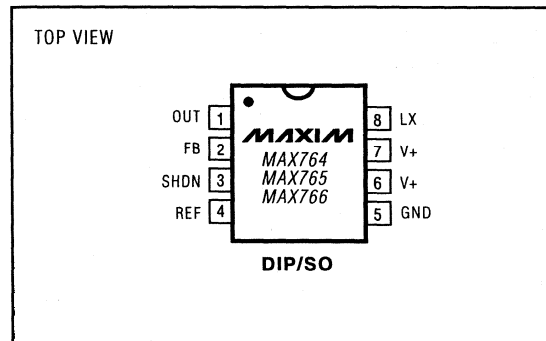 TOP VIEW
OUT 1
FB 2
SHDN 3
REF 4
MAXIM
MAX764
MAX765
MAX766
8 LX
7 V+
6 V+
5 GND
DIP/SO